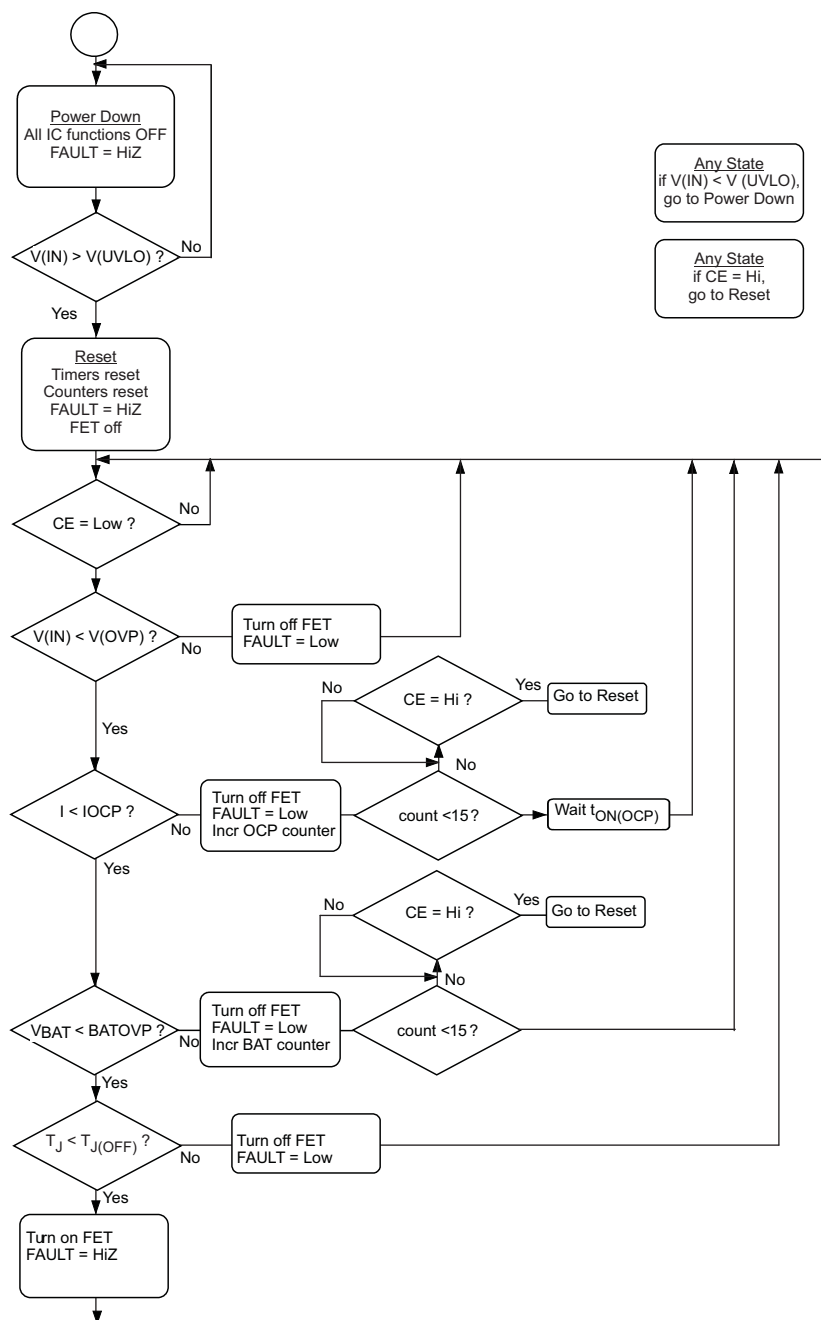 Power Down
All IC functions OFF
FAULT = HiZ
V(IN) > V(UVLO) ?
No
Yes
Any State
if V(IN) < V (UVLO),
go to Power Down
Any State
if CE = Hi,
go to Reset
Reset
Timers reset
Counters reset
FAULT = HiZ
FET off
CE = Low ?
No
V(IN) < V(OVP) ?
No
Turn off FET
FAULT = Low
Yes
No
CE = Hi ?
Yes
Go to Reset
No
I < IOCP ?
No
Turn off FET
FAULT = Low
Incr OCP counter
count <15?
Wait tON(OCP)
Yes
No
CE = Hi ?
Yes
Go to Reset
No
VBAT < BATOVP ?
No
Turn off FET
FAULT = Low
Incr BAT counter
count <15?
Yes
TJ < TJ(OFF) ?
No
Turn off FET
FAULT = Low
Yes
Turn on FET
FAULT = HiZ